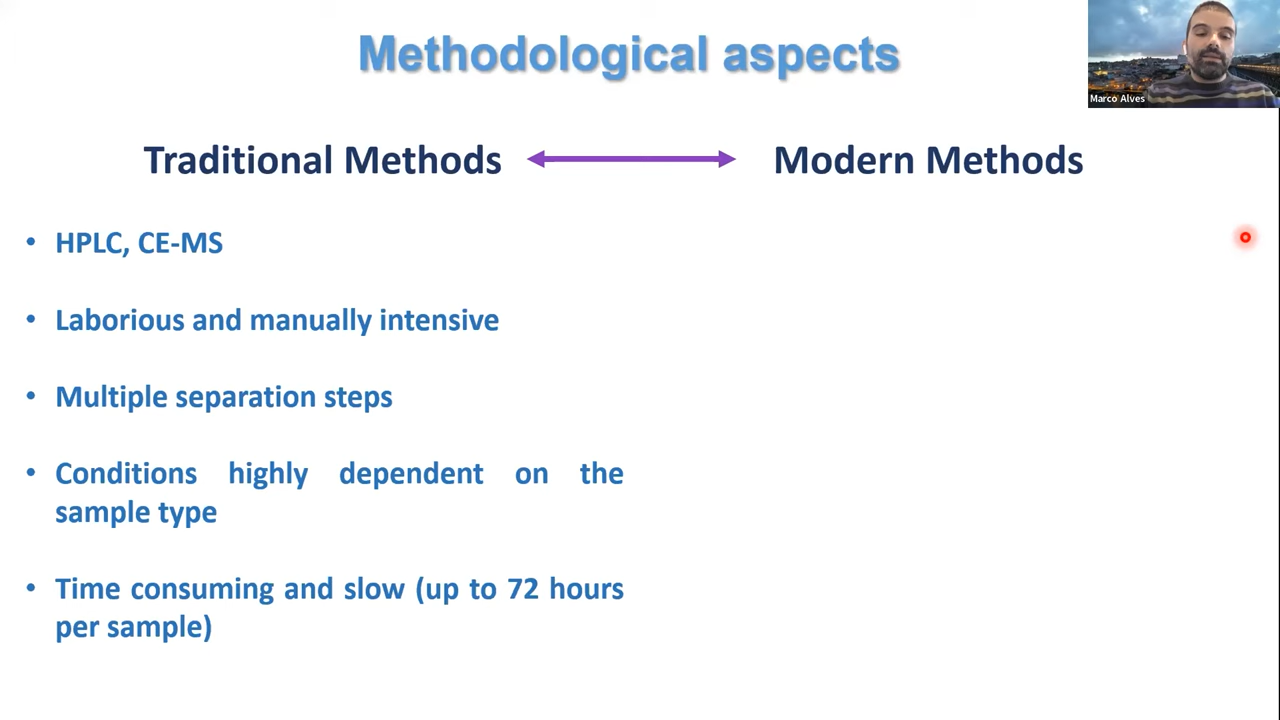 Methodological aspects
Marco Alves
Traditional Methods
Modern Methods
• HPLC, CE-MS
• Laborious and manually intensive
• Multiple separation steps
• Conditions highly dependent on the
sample type
• Time consuming and slow (up to 72 hours
per sample)